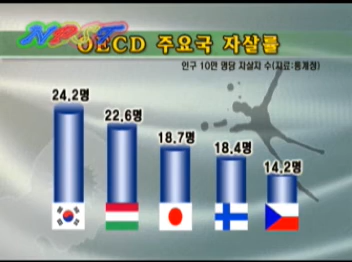 OECD 주요국 자살률
인구 10만 명당 자살자 수(자료:통계청)
24.2명
22.6명
18.7명
18.4명
14.2명